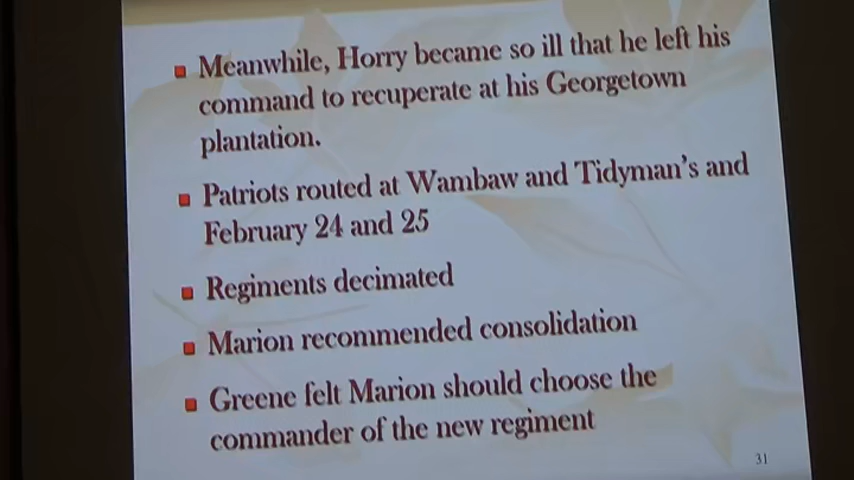 Meanwhile, Horry became so ill that he left his
command to recuperate at his Georgetown
plantation.
Patriots routed at Wambaw and Tidyman's and
February 24 and 25
Regiments decimated
Marion recommended consolidation
Greene felt Marion should choose the
commander of the new regiment
31